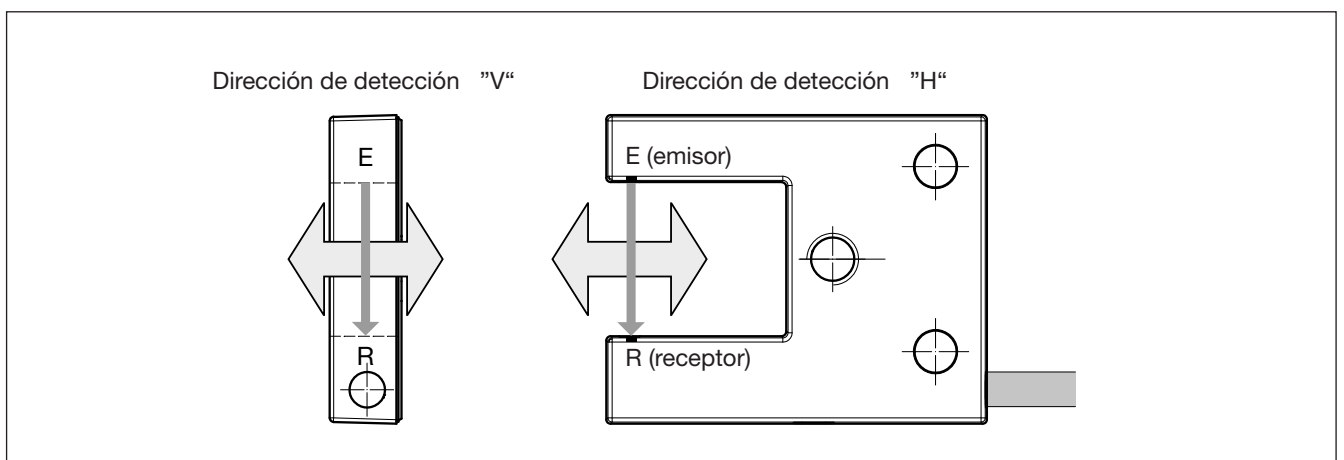 Dirección de detección ”V“
Dirección de detección ”H“
E
E (emisor)
R
R (receptor)